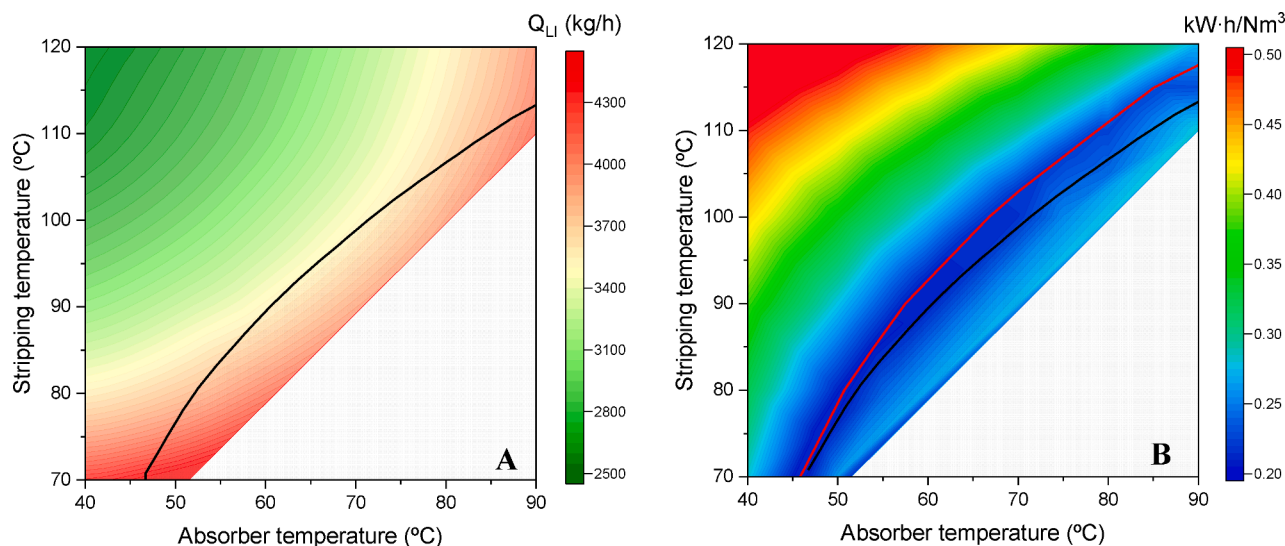 Q_LI (kg/h)
120
110
100
90
80
70
Stripping temperature (ºC)
40 50 60 70 80 90
Absorber temperature (ºC)
A
4300
4000
3700
3400
3100
2800
2500
kW·h/Nm³
120
110
100
90
80
70
Stripping temperature (ºC)
40 50 60 70 80 90
Absorber temperature (ºC)
B
0.50
0.45
0.40
0.35
0.30
0.25
0.20